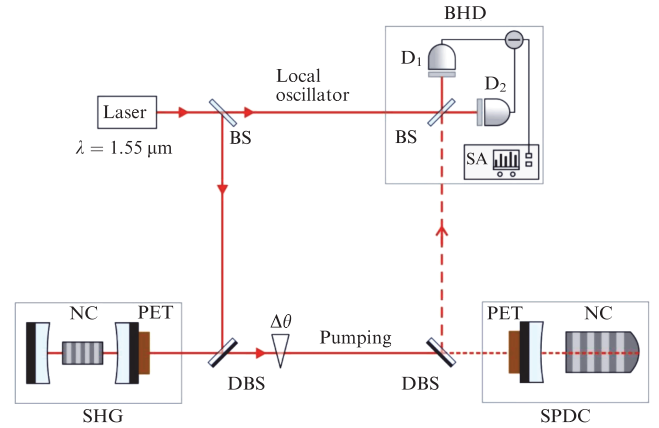 BHD
D₁
D₂
Local
oscillator
Laser
BS
BS
λ = 1.55 μm
SA
NC
PET
Δθ
Pumping
PET
NC
DBS
DBS
SHG
SPDC